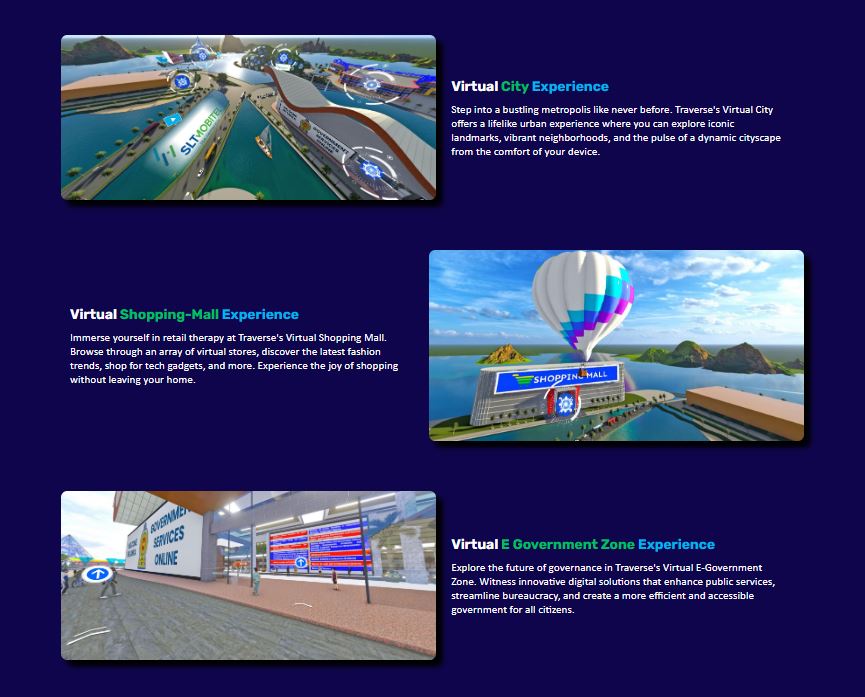 SLTMOBITEL
GOVERNMENT
SERVICES
ONLINE
Virtual City Experience
Step into a bustling metropolis like never before. Traverse's Virtual City
offers a lifelike urban experience where you can explore iconic
landmarks, vibrant neighborhoods, and the pulse of a dynamic cityscape
from the comfort of your device.
Virtual Shopping-Mall Experience
Immerse yourself in retail therapy at Traverse's Virtual Shopping Mall.
Browse through an array of virtual stores, discover the latest fashion
trends, shop for tech gadgets, and more. Experience the joy of shopping
without leaving your home.
SHOPPING MALL
GOVERNMEN
SERVICES
ONLINE
Virtual E Government Zone Experience
Explore the future of governance in Traverse's Virtual E-Government
Zone. Witness innovative digital solutions that enhance public services,
streamline bureaucracy, and create a more efficient and accessible
government for all citizens.